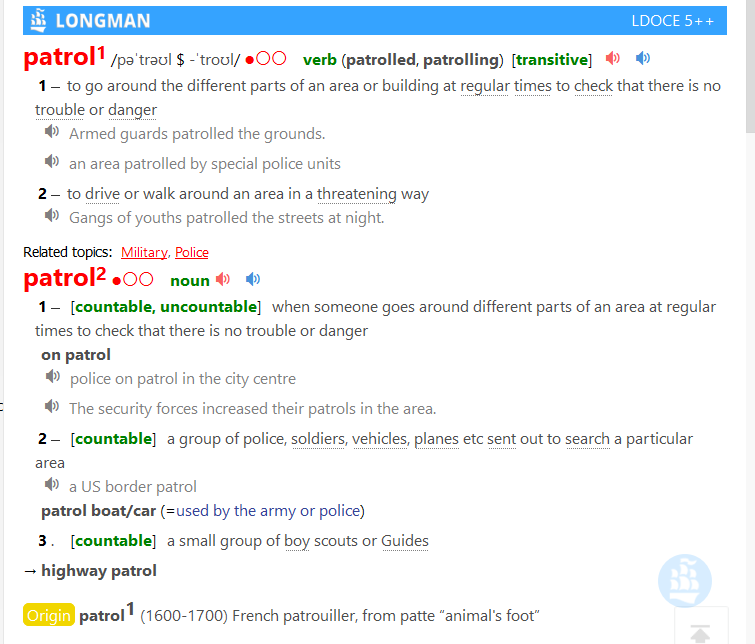 LONGMAN LDOCE 5++
patrol1 /pəˈtrəʊl $ -ˈtroʊl/ ●○○ verb (patrolled, patrolling) [transitive]
1 – to go around the different parts of an area or building at regular times to check that there is no
trouble or danger
Armed guards patrolled the grounds.
an area patrolled by special police units
2 – to drive or walk around an area in a threatening way
Gangs of youths patrolled the streets at night.
Related topics: Military, Police
patrol2 ●○○ noun
1 – [countable, uncountable] when someone goes around different parts of an area at regular
times to check that there is no trouble or danger
on patrol
police on patrol in the city centre
The security forces increased their patrols in the area.
2 – [countable] a group of police, soldiers, vehicles, planes etc sent out to search a particular
area
a US border patrol
patrol boat/car (=used by the army or police)
3 . [countable] a small group of boy scouts or Guides
→ highway patrol
Origin patrol1 (1600-1700) French patrouiller, from patte “animal's foot”